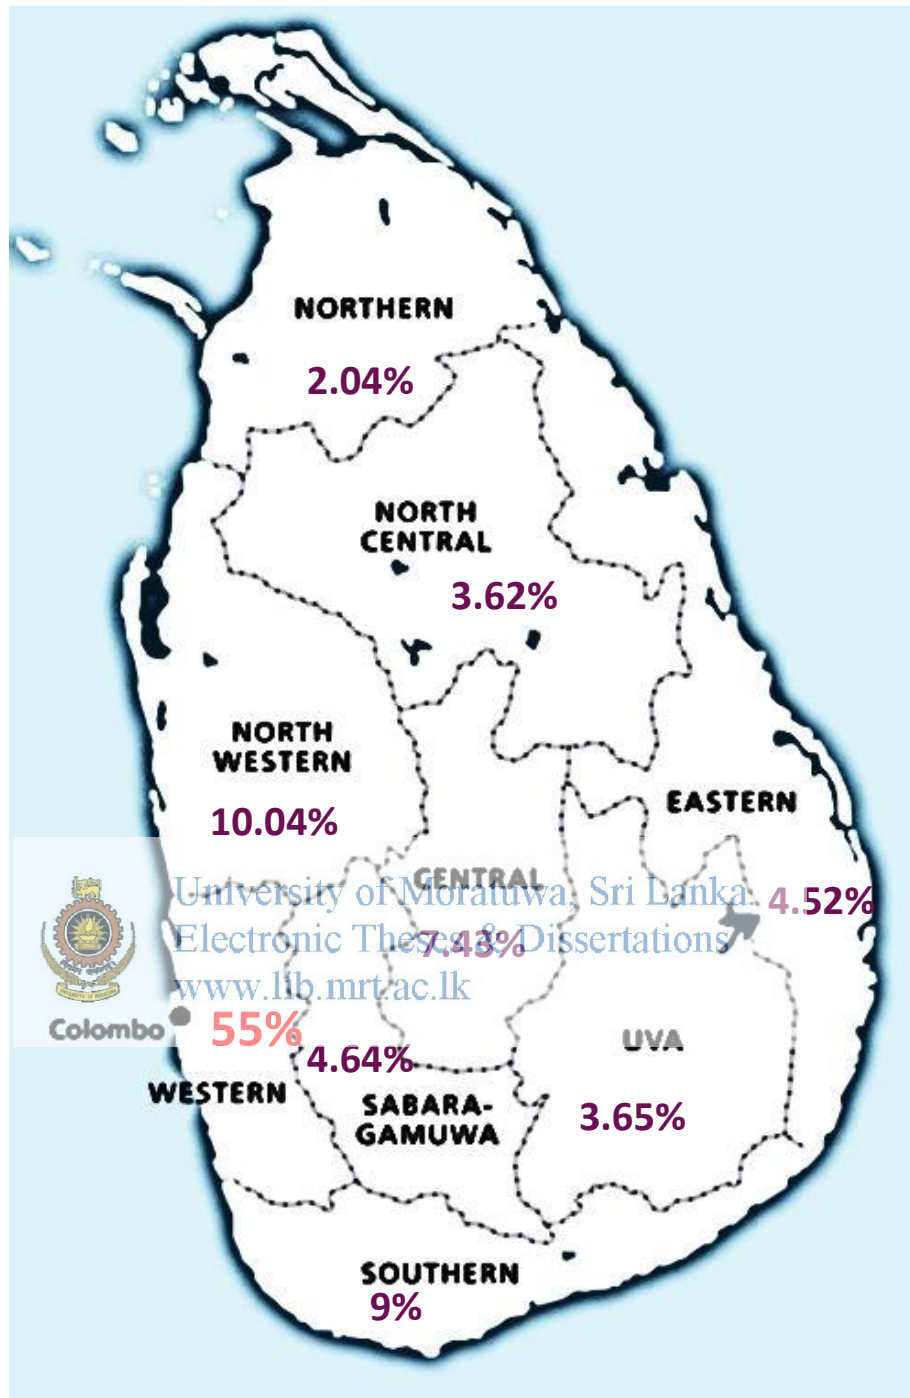 NORTHERN
2.04%
NORTH
CENTRAL
3.62%
NORTH
WESTERN
10.04%
EASTERN
4.52%
CENTRAL
7.43%
University of Moratuwa, Sri Lanka.
Electronic Theses & Dissertations
www.lib.mrt.ac.lk
Colombo
55%
WESTERN
4.64%
SABARA-
GAMUWA
UVA
3.65%
SOUTHERN
9%